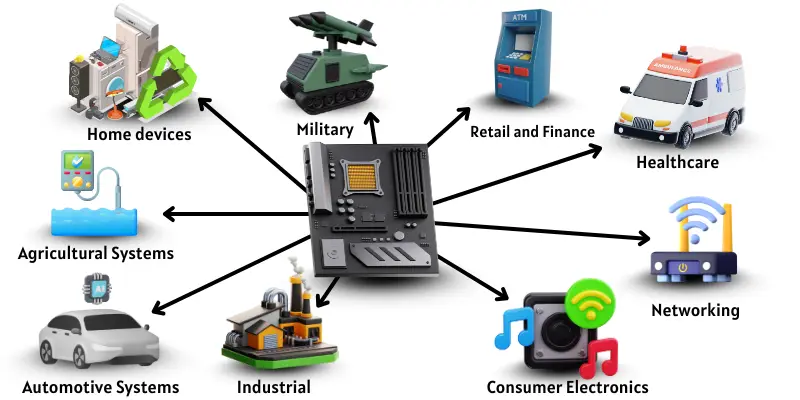 ATM
AMBULANCE
Home devices
Military
Retail and Finance
Healthcare
Agricultural Systems
AI
Networking
Automotive Systems
Industrial
Consumer Electronics